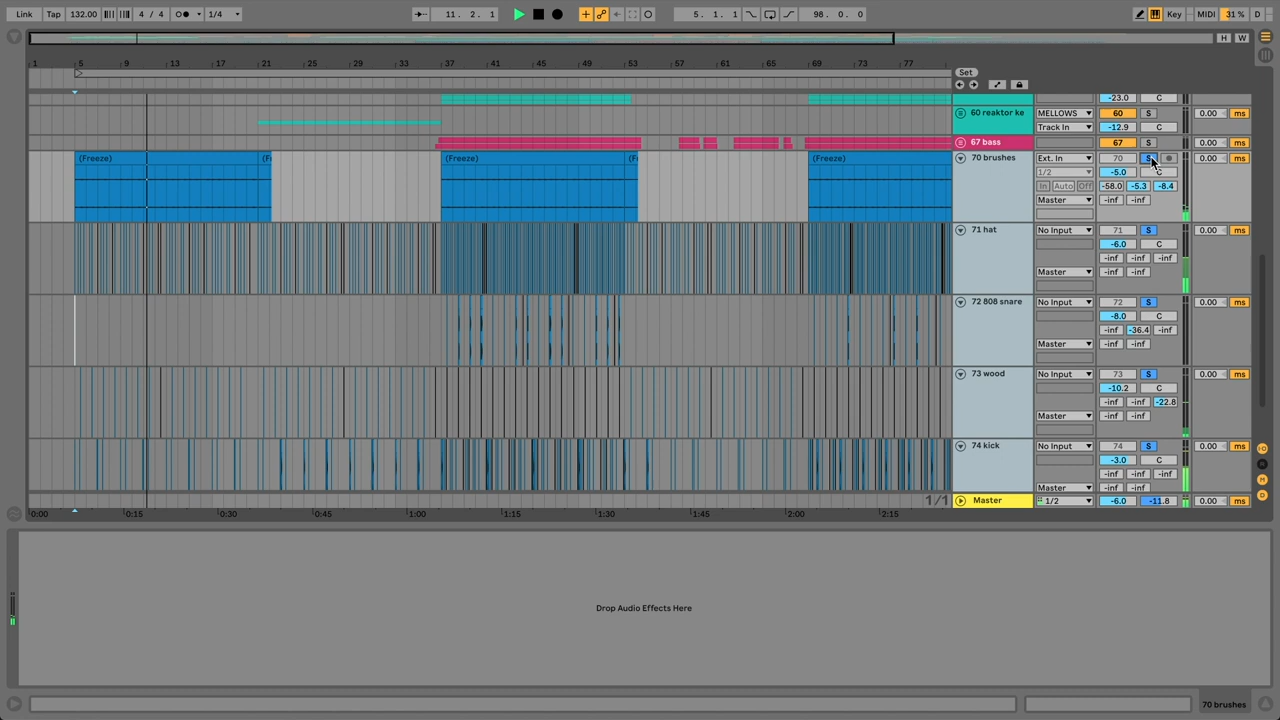 Link Tap 132.00 4 / 4 1/4 11. 2. 1 5. 1. 1 98. 0. 0 Key MIDI 31 % D
H W
1 5 9 13 17 21 25 29 33 37 41 45 49 53 57 61 65 69 73 77
Set
-23.0 C
60 reaktor ke MELLOWS 60 S 0.00 ms
Track In -12.9 C
67 bass 67 S 0.00 ms
(Freeze) (Fr (Freeze) (Fr (Freeze) 70 brushes Ext. In 70 S 0.00 ms
1/2 -5.0 C
In Auto Off -58.0 -5.3 -8.4
Master -inf -inf
71 hat No Input 71 S 0.00 ms
-6.0 C
-inf -inf -inf
Master -inf -inf
72 808 snare No Input 72 S 0.00 ms
-8.0 C
-inf -36.4 -inf
Master -inf -inf
73 wood No Input 73 S 0.00 ms
-10.2 C
-inf -inf -22.8
Master -inf -inf
74 kick No Input 74 S 0.00 ms
-3.0 C
-inf -inf -inf
Master -inf -inf
1/1 Master 1/2 -6.0 -11.8 0.00 ms
0:00 0:15 0:30 0:45 1:00 1:15 1:30 1:45 2:00 2:15
Drop Audio Effects Here
70 brushes